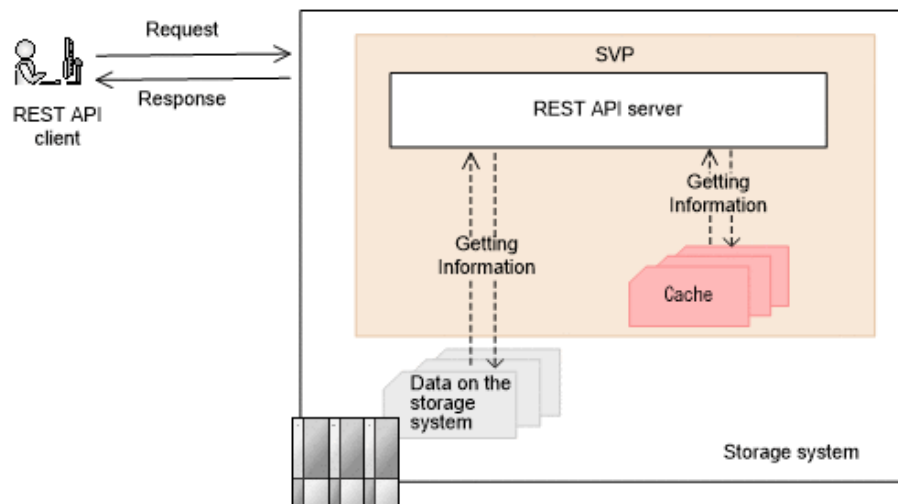 Request
Response
REST API
client
SVP
REST API server
Getting
Information
Getting
Information
Cache
Data on the
storage
system
Storage system